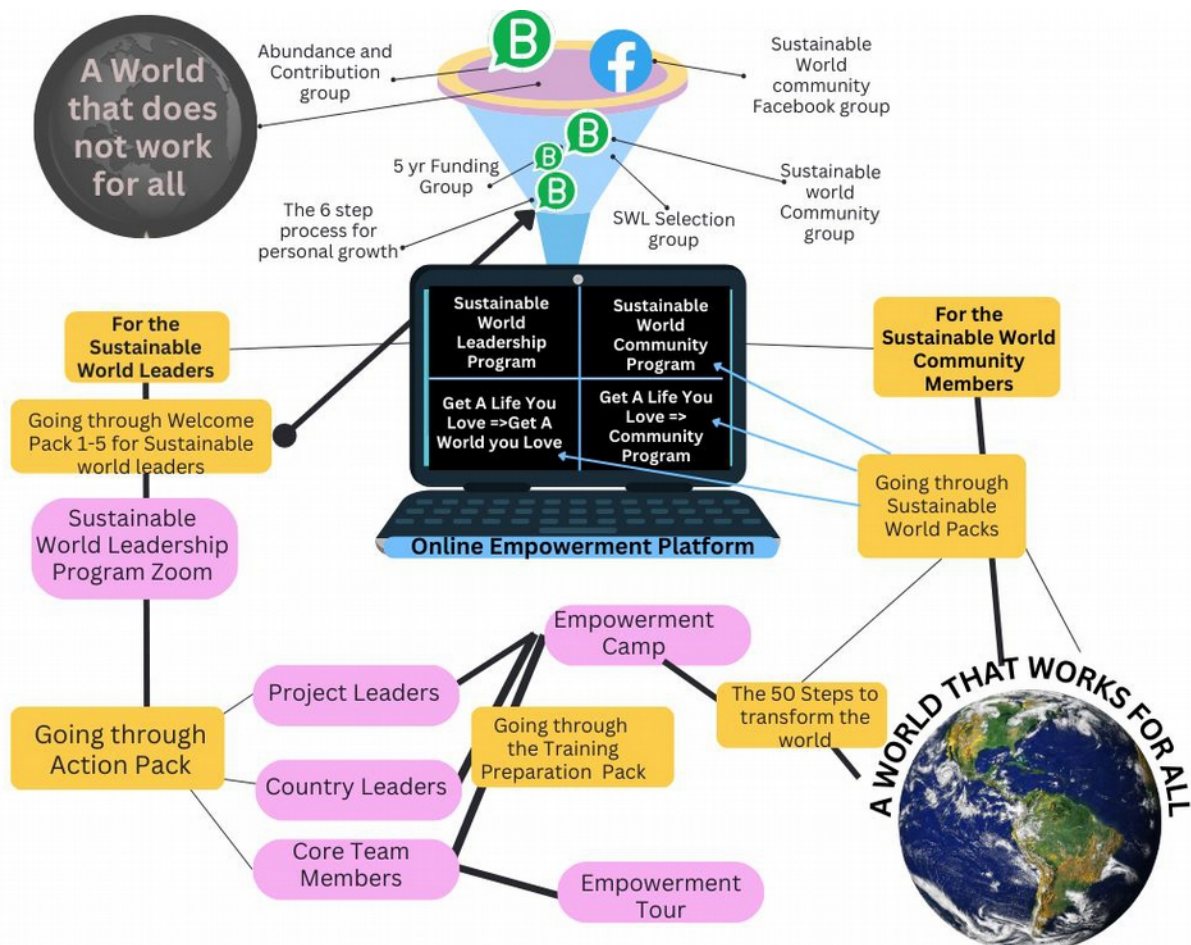 A World
that does
not work
for all
Abundance and
Contribution
group
B
f
Sustainable
World
community
Facebook group
B
B
B
5 yr Funding
Group
The 6 step
process for
personal growth
SWL Selection
group
Sustainable
world
Community
group
For the
Sustainable
World Leaders
Going through Welcome
Pack 1-5 for Sustainable
world leaders
Sustainable
World Leadership
Program Zoom
Going through
Action Pack
Sustainable
World
Leadership
Program
Sustainable
World
Community
Program
Get A Life You
Love =>Get A
World you Love
Get A Life You
Love =>
Community
Program
Online Empowerment Platform
For the
Sustainable World
Community
Members
Going through
Sustainable
World Packs
Project Leaders
Country Leaders
Core Team
Members
Empowerment
Camp
Going through
the Training
Preparation Pack
Empowerment
Tour
The 50 Steps to
transform the
world
A WORLD THAT WORKS FOR ALL